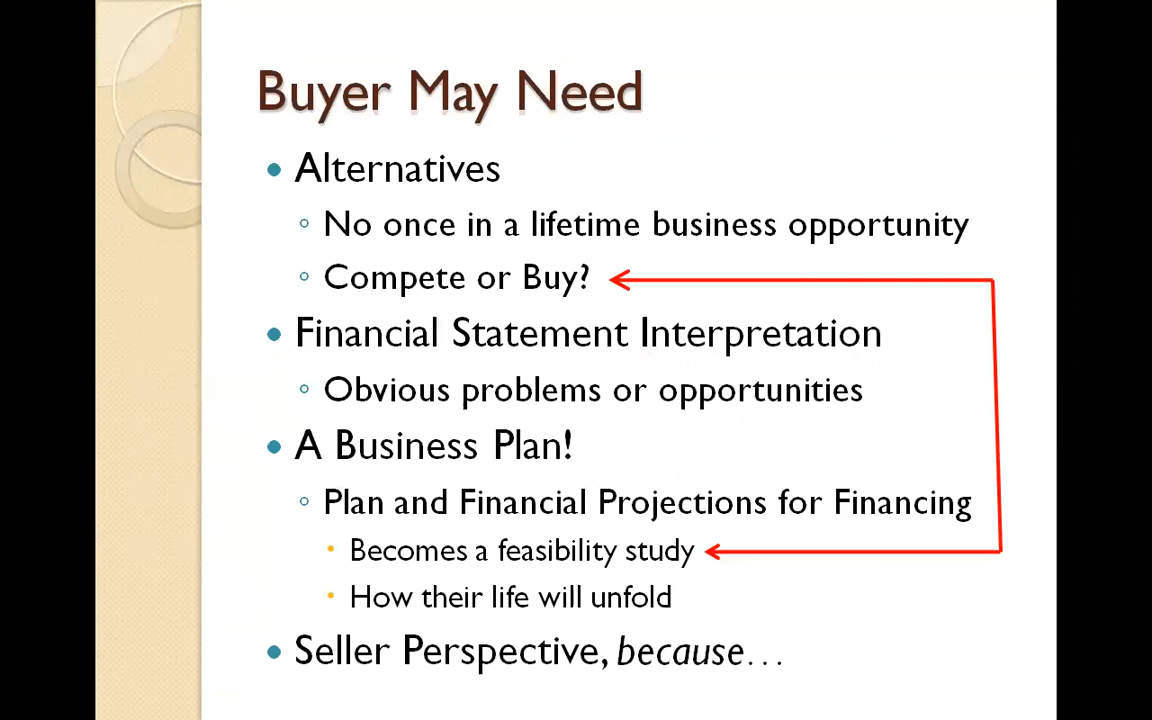 Buyer May Need
• Alternatives
◦ No once in a lifetime business opportunity
◦ Compete or Buy?
• Financial Statement Interpretation
◦ Obvious problems or opportunities
• A Business Plan!
◦ Plan and Financial Projections for Financing
• Becomes a feasibility study
• How their life will unfold
• Seller Perspective, because…